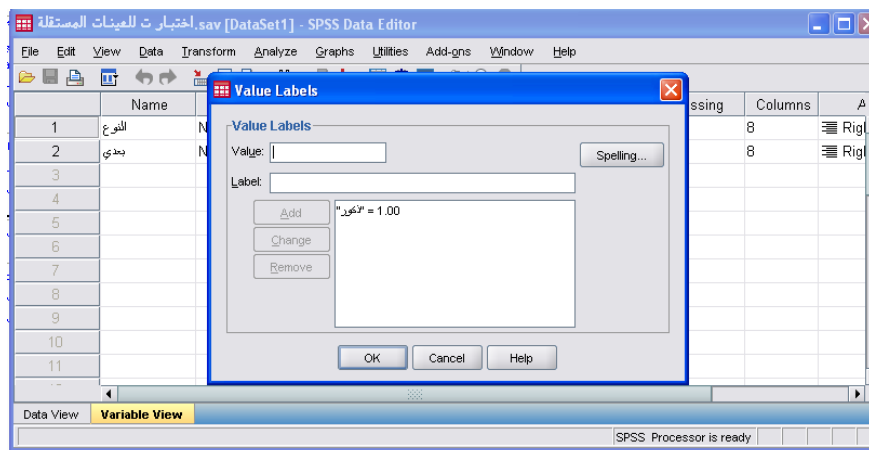 اختبار ت للعينات المستقلة.sav [DataSet1] - SPSS Data Editor
File Edit View Data Transform Analyze Graphs Utilities Add-ons Window Help
Value Labels
Name ssing Columns A
1 النوع N 8 Righ
2 بعدي N 8 Righ
3
4
5
6
7
8
9
10
11
Value Labels
Value:
Spelling...
Label:
Add
Change
Remove
1.00 = "ذكور"
OK Cancel Help
Data View Variable View
SPSS Processor is ready